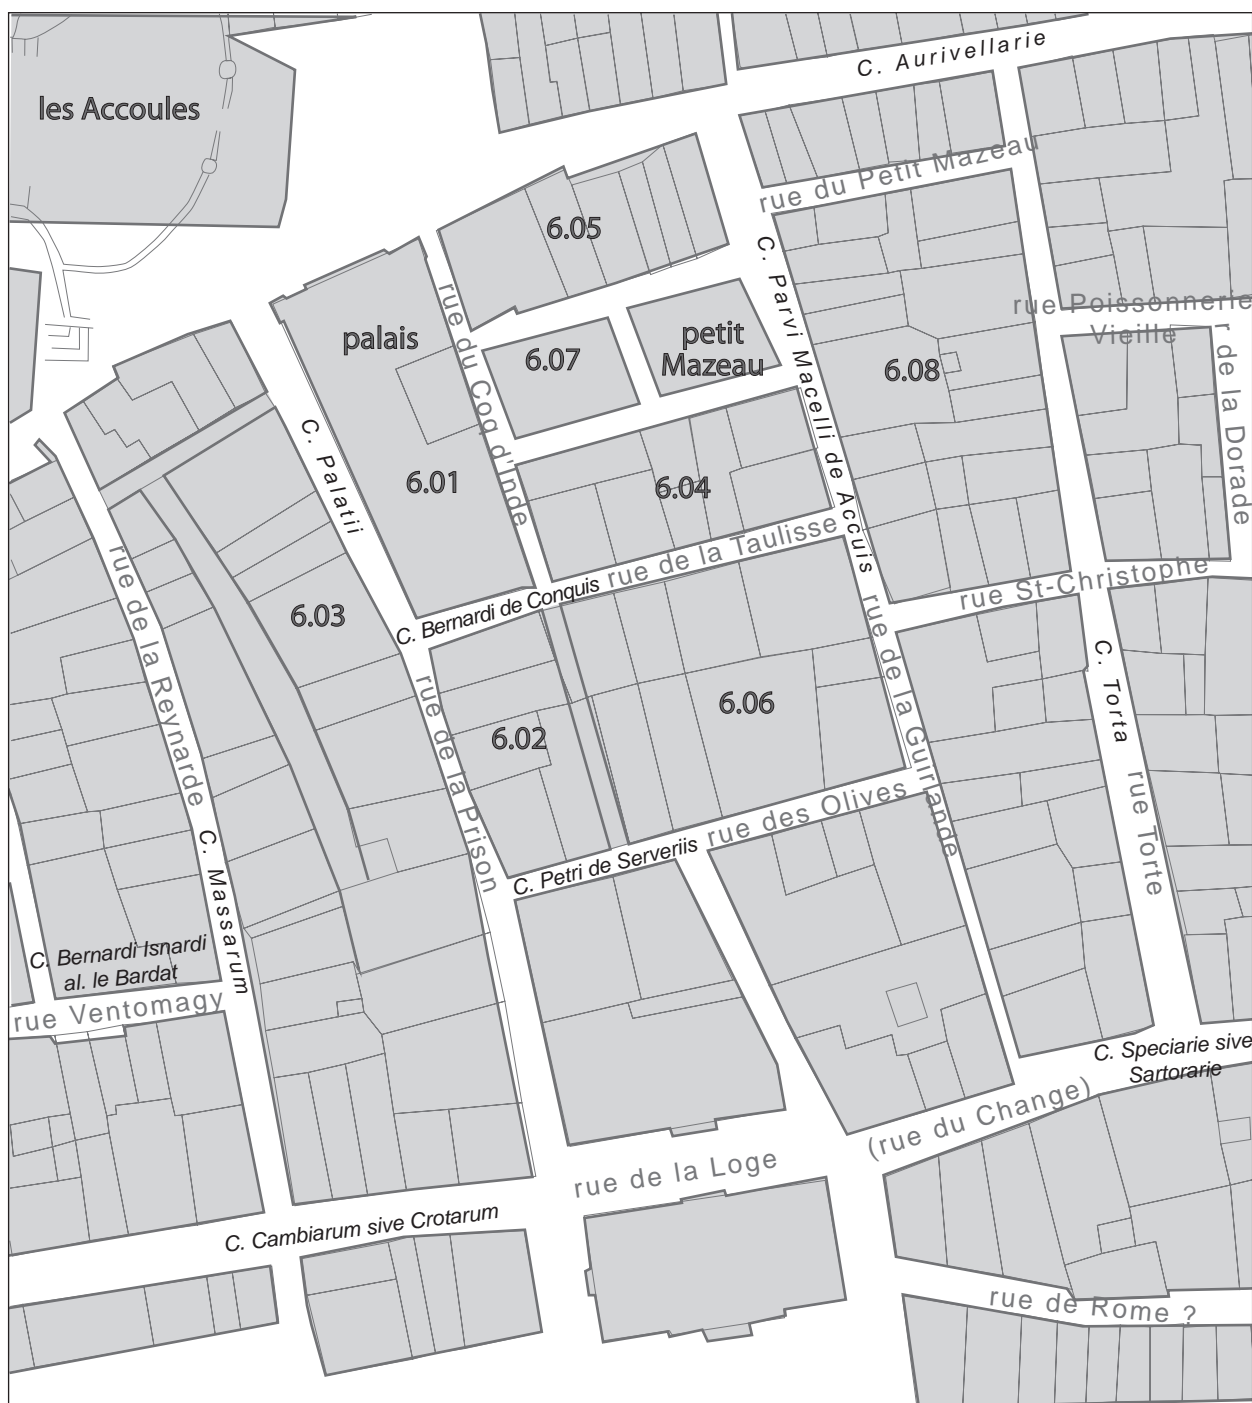 C. Aurivellarie
les Accoules
rue du Petit Mazeau
6.05
C. Parvi Macelli de Accuis
rue Poissonnerie
Vieille
palais
rue du Coq d'Inde
6.07
petit
Mazeau
6.08
r de la Dorade
C. Palatii
6.01
6.04
rue de la Taulisse
rue St-Christophe
C. Bernardi de Conquis
6.03
rue de la Reynarde
rue de la Prison
6.02
6.06
rue de la Guirlande
C. Torta
rue Torte
rue des Olives
C. Petri de Serveriis
C. Massarum
C. Bernardi Isnardi
al. le Bardat
rue Ventomagy
C. Speciarie sive
Sartorarie
(rue du Change)
rue de la Loge
C. Cambiarum sive Crotarum
rue de Rome ?